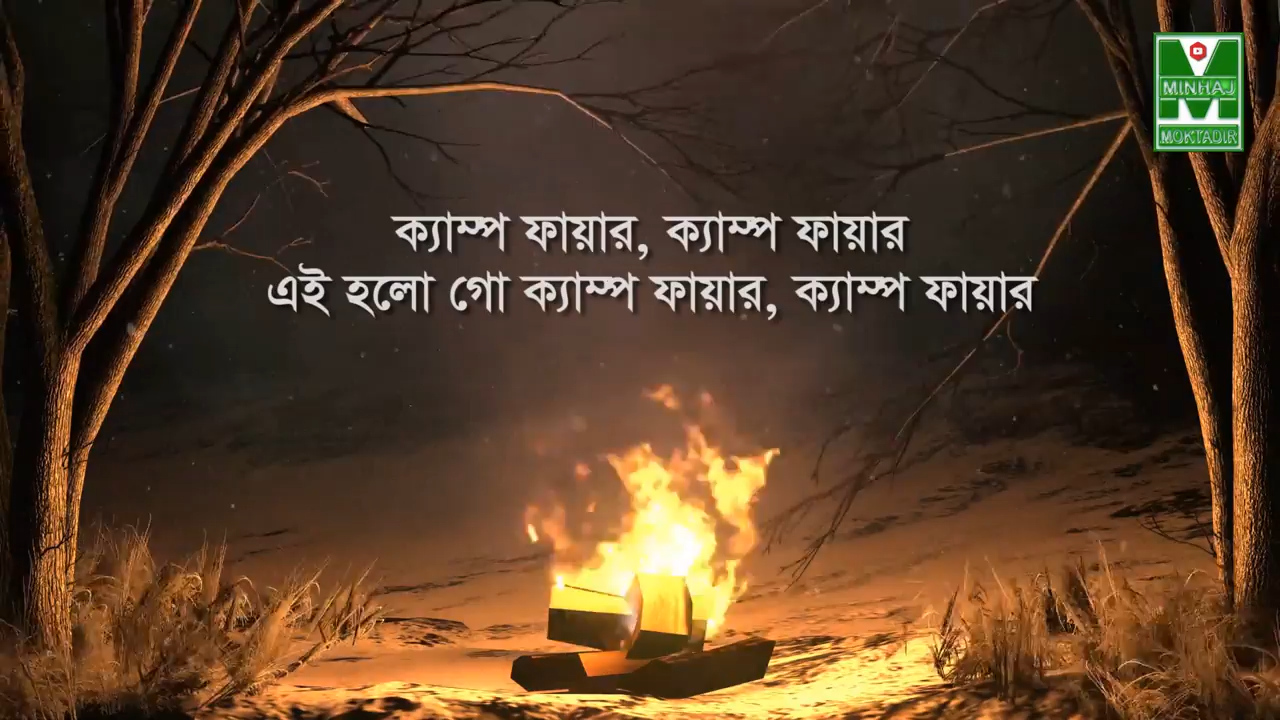 MINHAJ
MOKTADIR
ক্যাম্প ফায়ার, ক্যাম্প ফায়ার
এই হলো গো ক্যাম্প ফায়ার, ক্যাম্প ফায়ার